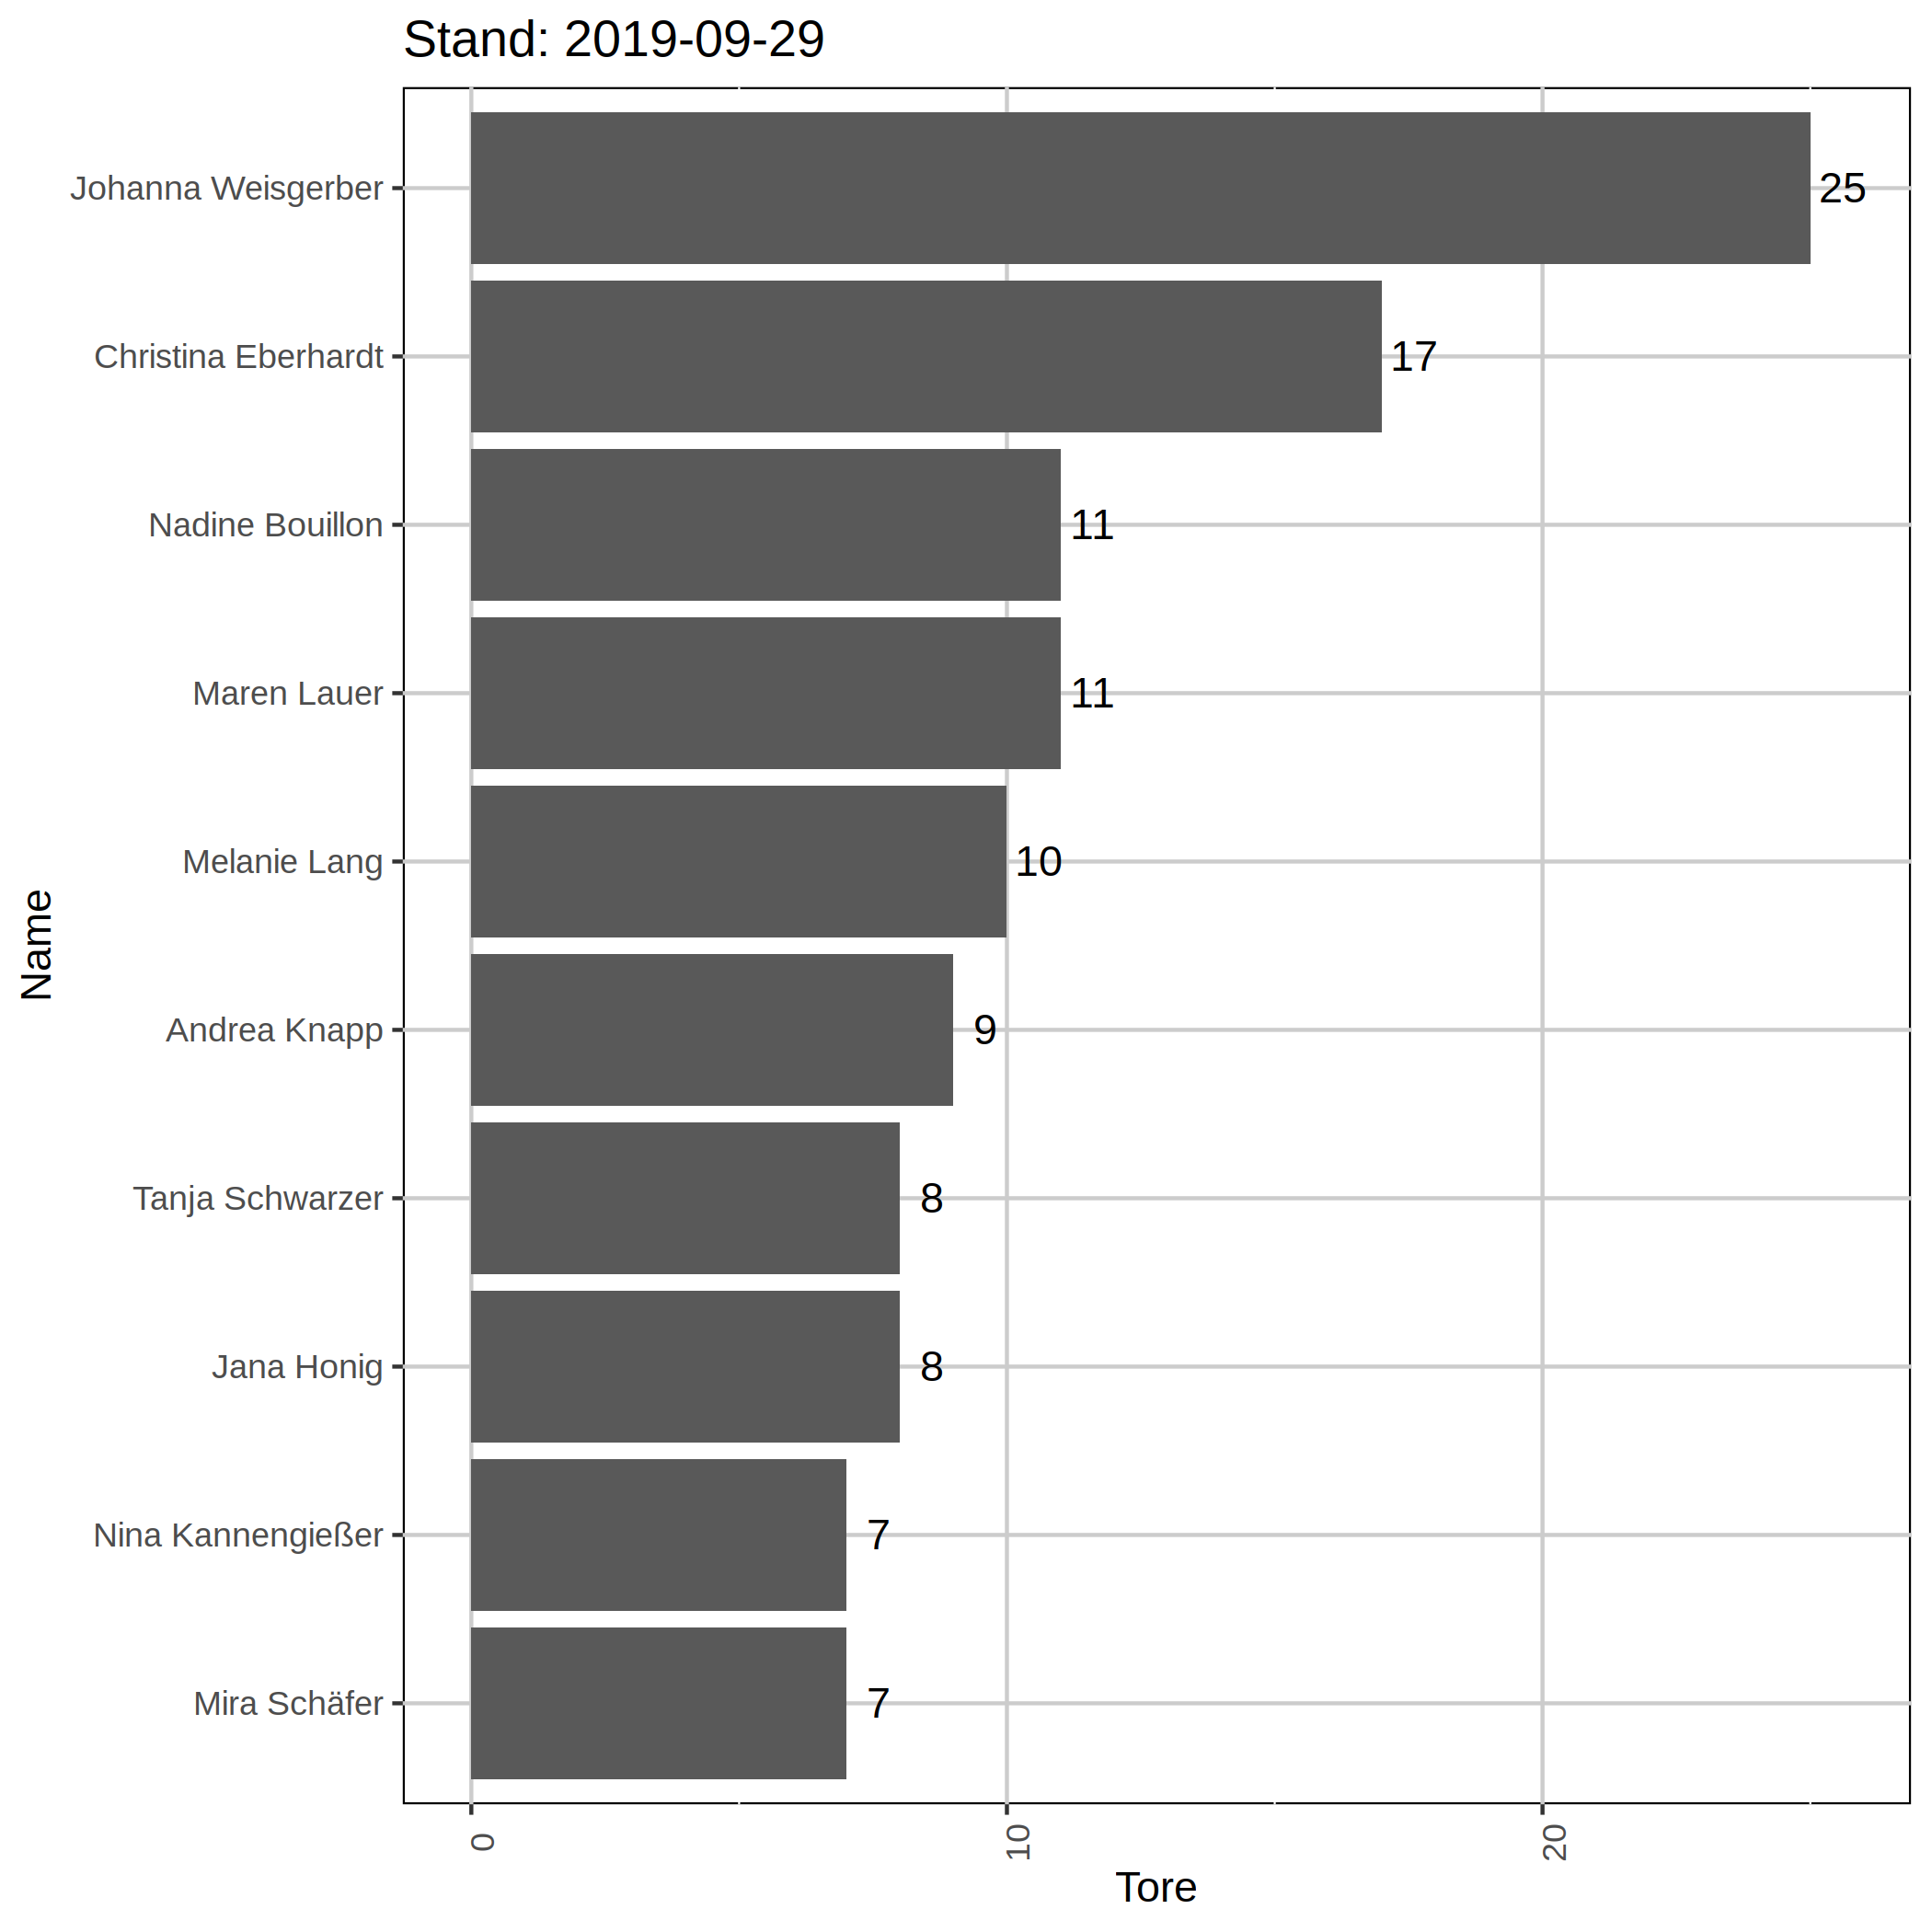 Stand: 2019-09-29
Johanna Weisgerber 25
Christina Eberhardt 17
Nadine Bouillon 11
Maren Lauer 11
Melanie Lang 10
Andrea Knapp 9
Tanja Schwarzer 8
Jana Honig 8
Nina Kannengießer 7
Mira Schäfer 7
Name
0 10 20
Tore